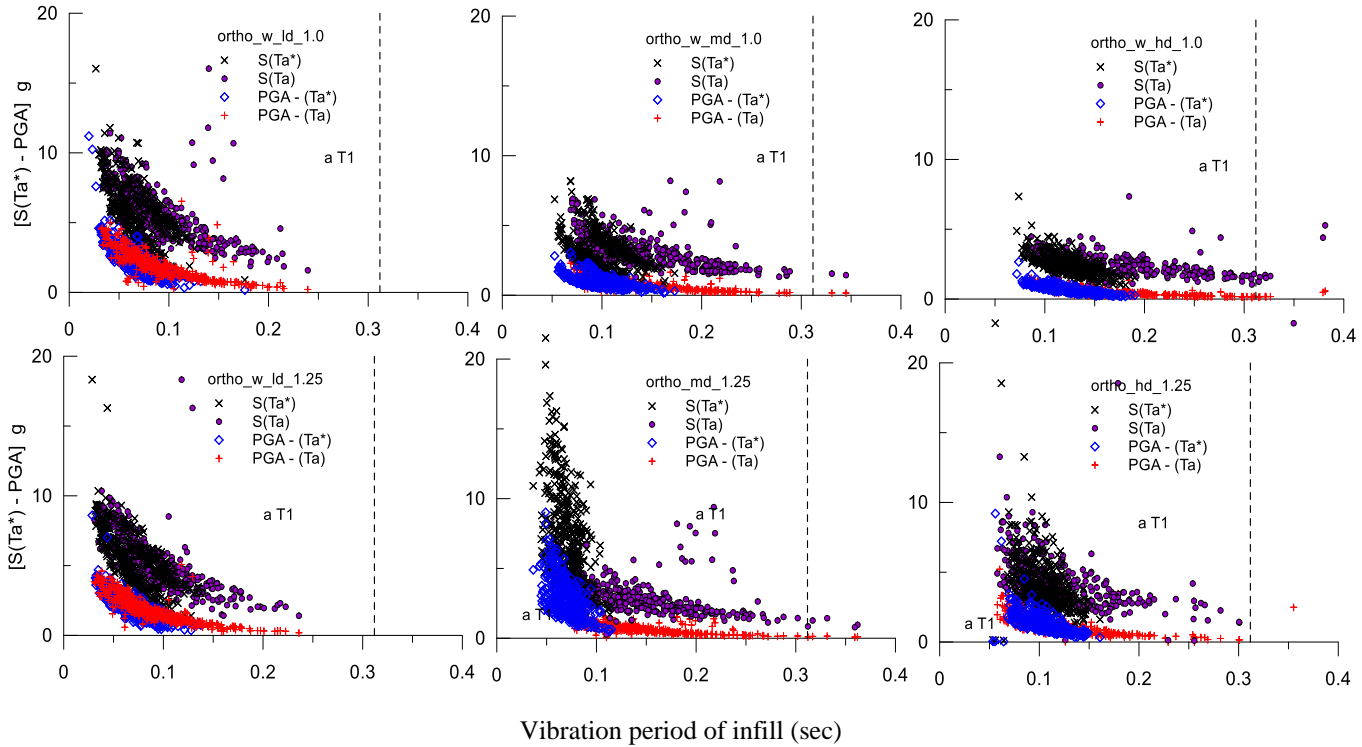 [S(Ta*) - PGA] g
20
10
0
0 0.1 0.2 0.3 0.4
ortho_w_ld_1.0
S(Ta*)
S(Ta)
PGA - (Ta*)
PGA - (Ta)
a T1
20
10
0
0 0.1 0.2 0.3 0.4
ortho_w_md_1.0
S(Ta*)
S(Ta)
PGA - (Ta*)
PGA - (Ta)
a T1
20
10
0
0 0.1 0.2 0.3 0.4
ortho_w_hd_1.0
S(Ta*)
S(Ta)
PGA - (Ta*)
PGA - (Ta)
a T1
[S(Ta*) - PGA] g
20
10
0
0 0.1 0.2 0.3 0.4
ortho_w_ld_1.25
S(Ta*)
S(Ta)
PGA - (Ta*)
PGA - (Ta)
a T1
20
10
0
0 0.1 0.2 0.3 0.4
ortho_md_1.25
S(Ta*)
S(Ta)
PGA - (Ta*)
PGA - (Ta)
a T1
a T1
20
10
0
0 0.1 0.2 0.3 0.4
ortho_hd_1.25
S(Ta*)
S(Ta)
PGA - (Ta*)
PGA - (Ta)
a T1
a T1
Vibration period of infill (sec)